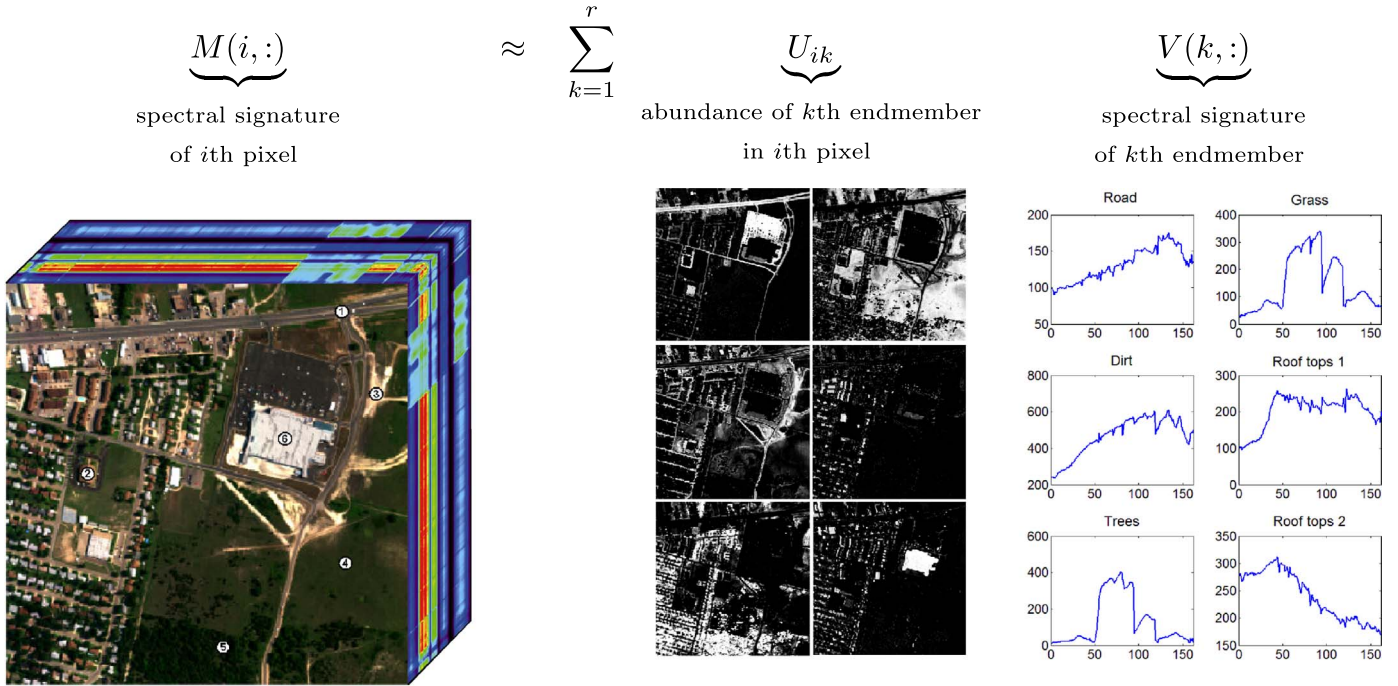 M(i,:) ≈ ∑ r k=1 U_{ik} V(k,:)
spectral signature
of ith pixel
abundance of kth endmember
in ith pixel
spectral signature
of kth endmember
1
3
6
2
4
5
Road
200
150
100
50
0 50 100 150
Grass
400
300
200
100
0
0 50 100 150
Dirt
800
600
400
200
0 50 100 150
Roof tops 1
300
200
100
0
0 50 100 150
Trees
600
400
200
0
0 50 100 150
Roof tops 2
350
300
250
200
150
0 50 100 150